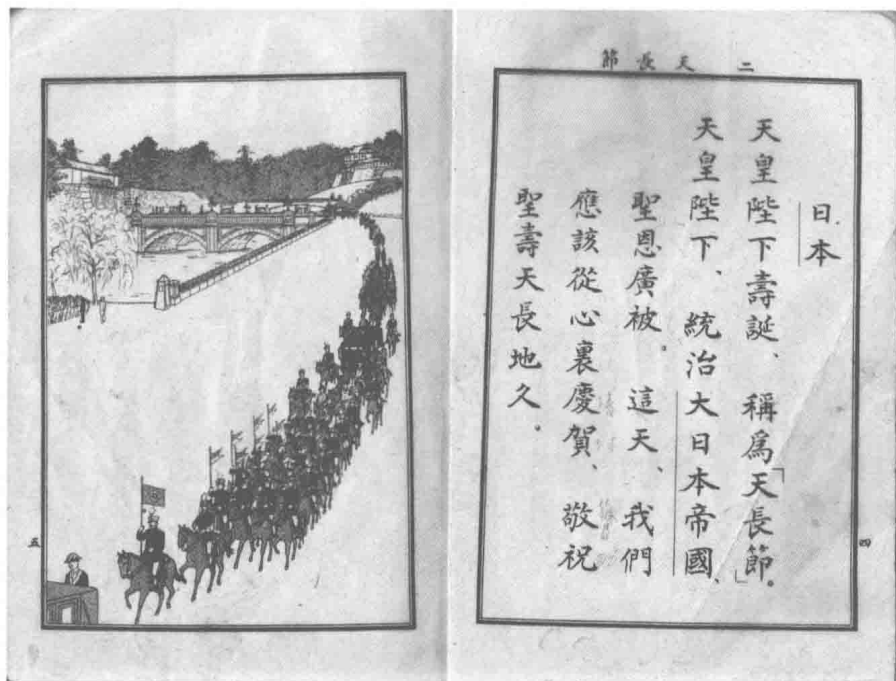 二 天長節
日本
天皇陛下壽誕、稱爲「天長節」。
天皇陛下、統治大日本帝國、
聖恩廣被。這天、我們
應該從心裏慶賀、敬祝
聖壽天長地久。
四
五